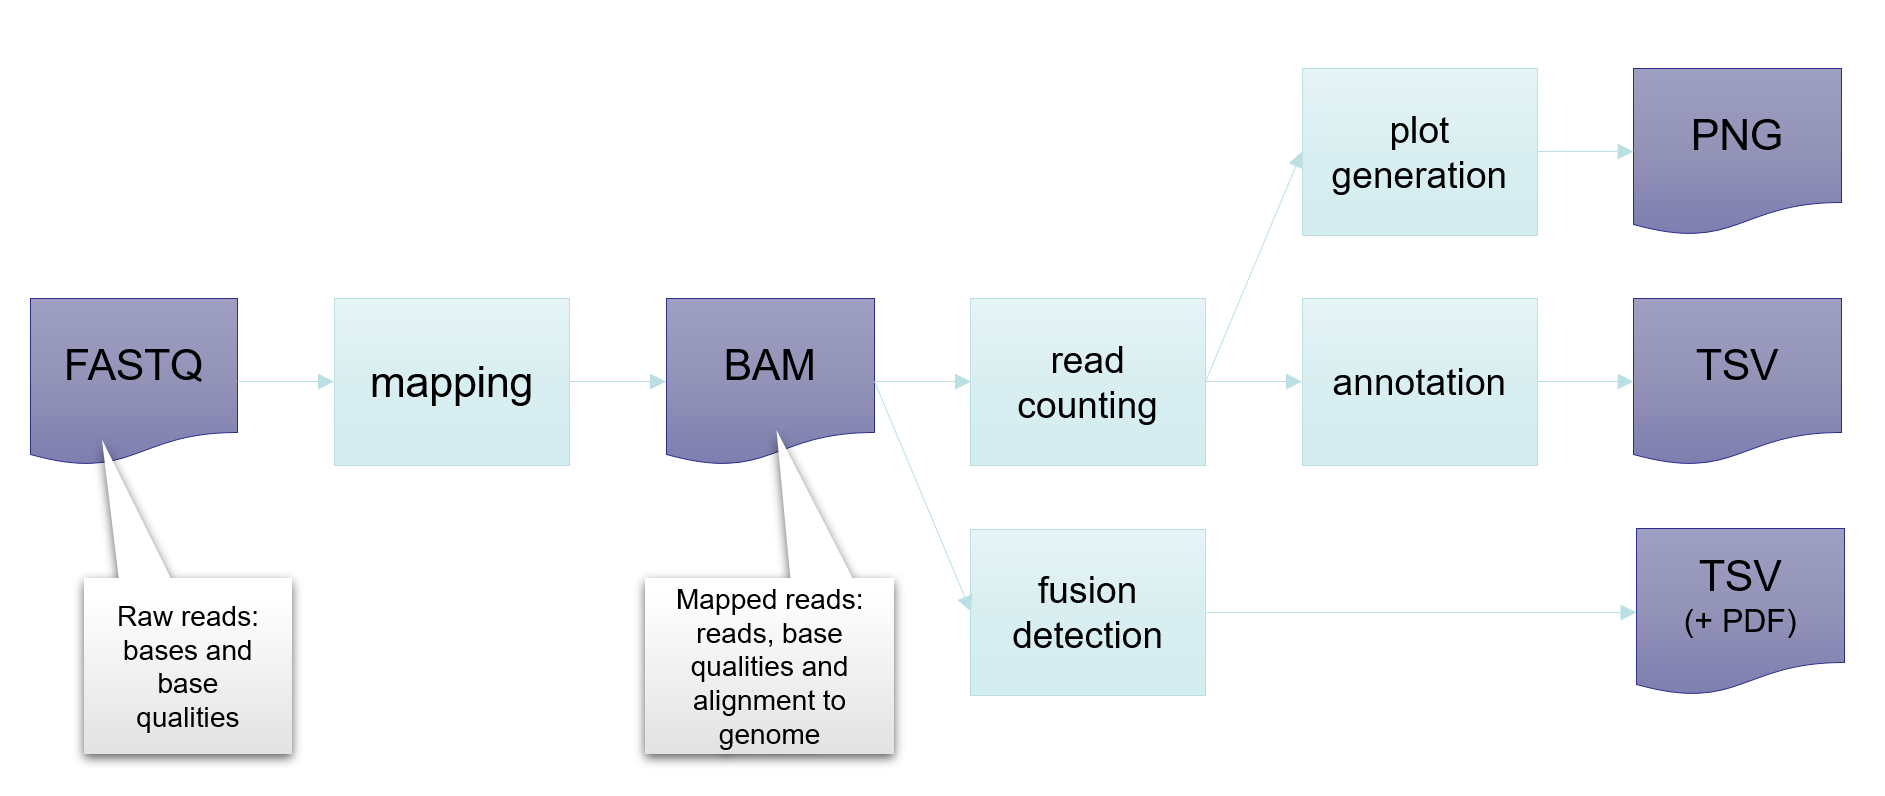 FASTQ
mapping
BAM
read
counting
plot
generation
PNG
annotation
TSV
fusion
detection
TSV
(+ PDF)
Raw reads:
bases and
base
qualities
Mapped reads:
reads, base
qualities and
alignment to
genome